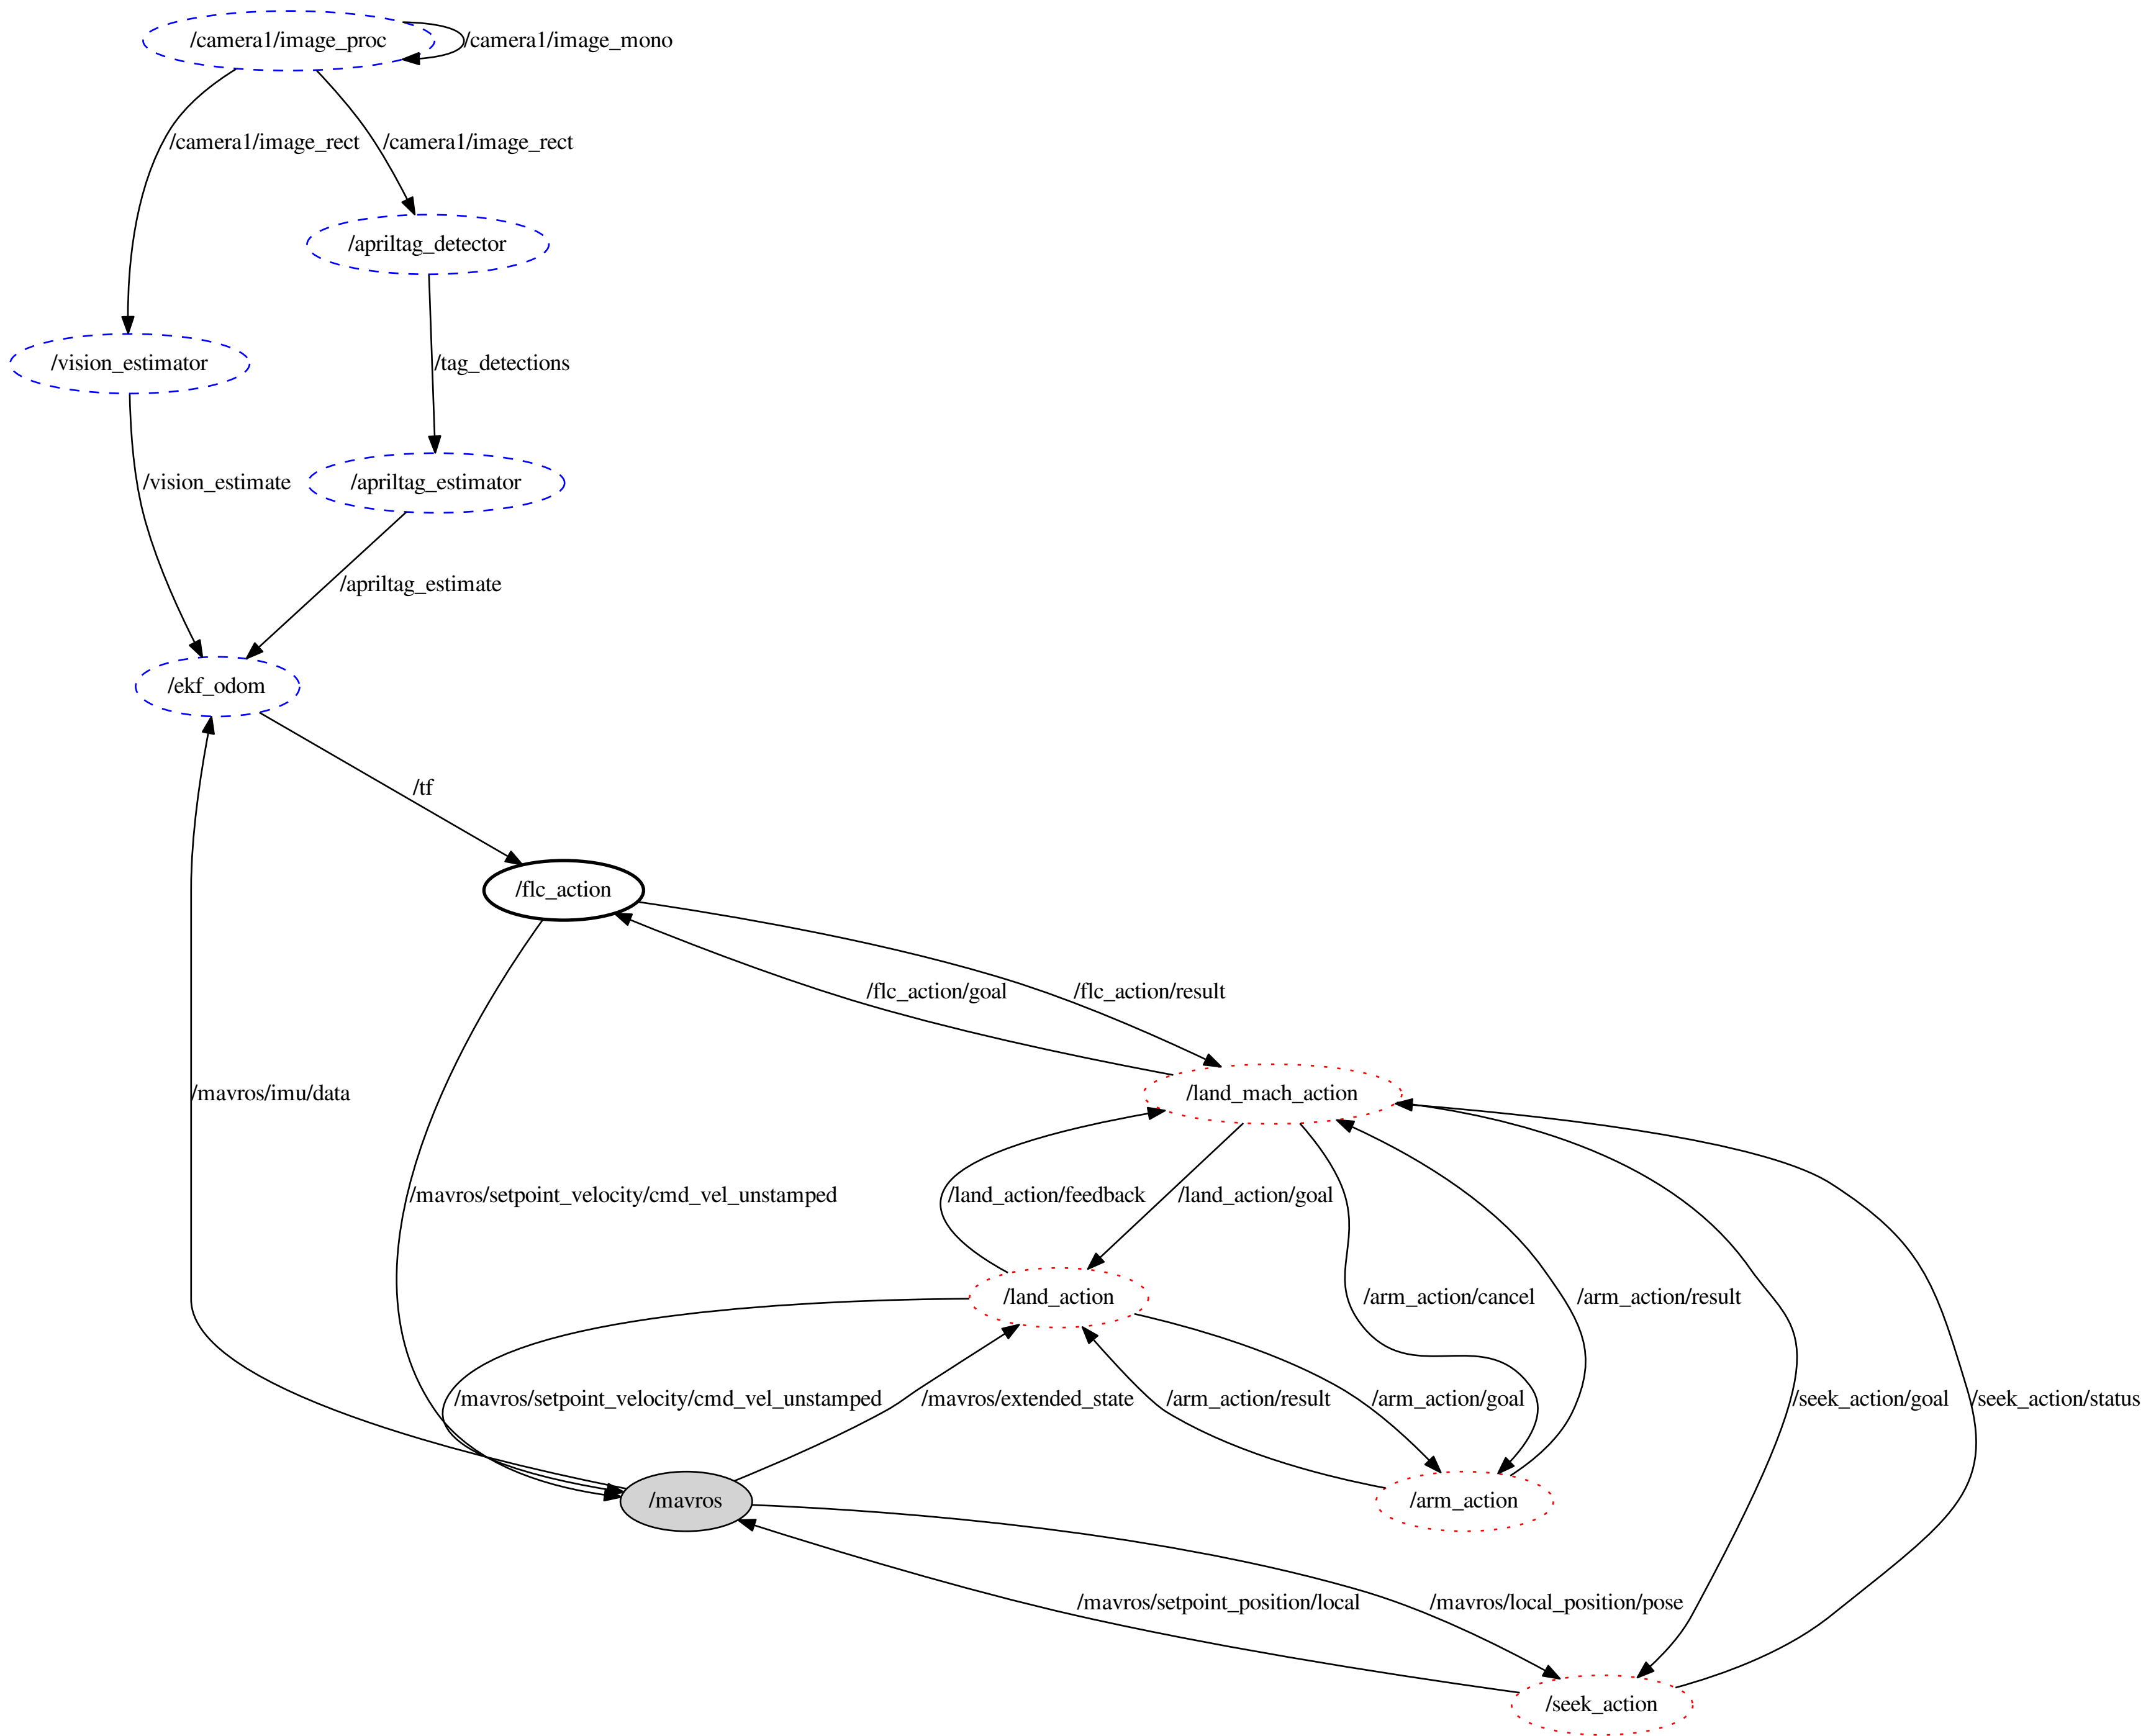 /camera1/image_proc
/camera1/image_mono
/camera1/image_rect
/camera1/image_rect
/apriltag_detector
/vision_estimator
/tag_detections
/vision_estimate
/apriltag_estimator
/apriltag_estimate
/ekf_odom
/tf
/flc_action
/flc_action/goal
/flc_action/result
/mavros/imu/data
/land_mach_action
/mavros/setpoint_velocity/cmd_vel_unstamped
/land_action/feedback
/land_action/goal
/land_action
/arm_action/cancel
/arm_action/result
/mavros/setpoint_velocity/cmd_vel_unstamped
/mavros/extended_state
/arm_action/result
/arm_action/goal
/seek_action/goal
/seek_action/status
/mavros
/arm_action
/mavros/setpoint_position/local
/mavros/local_position/pose
/seek_action